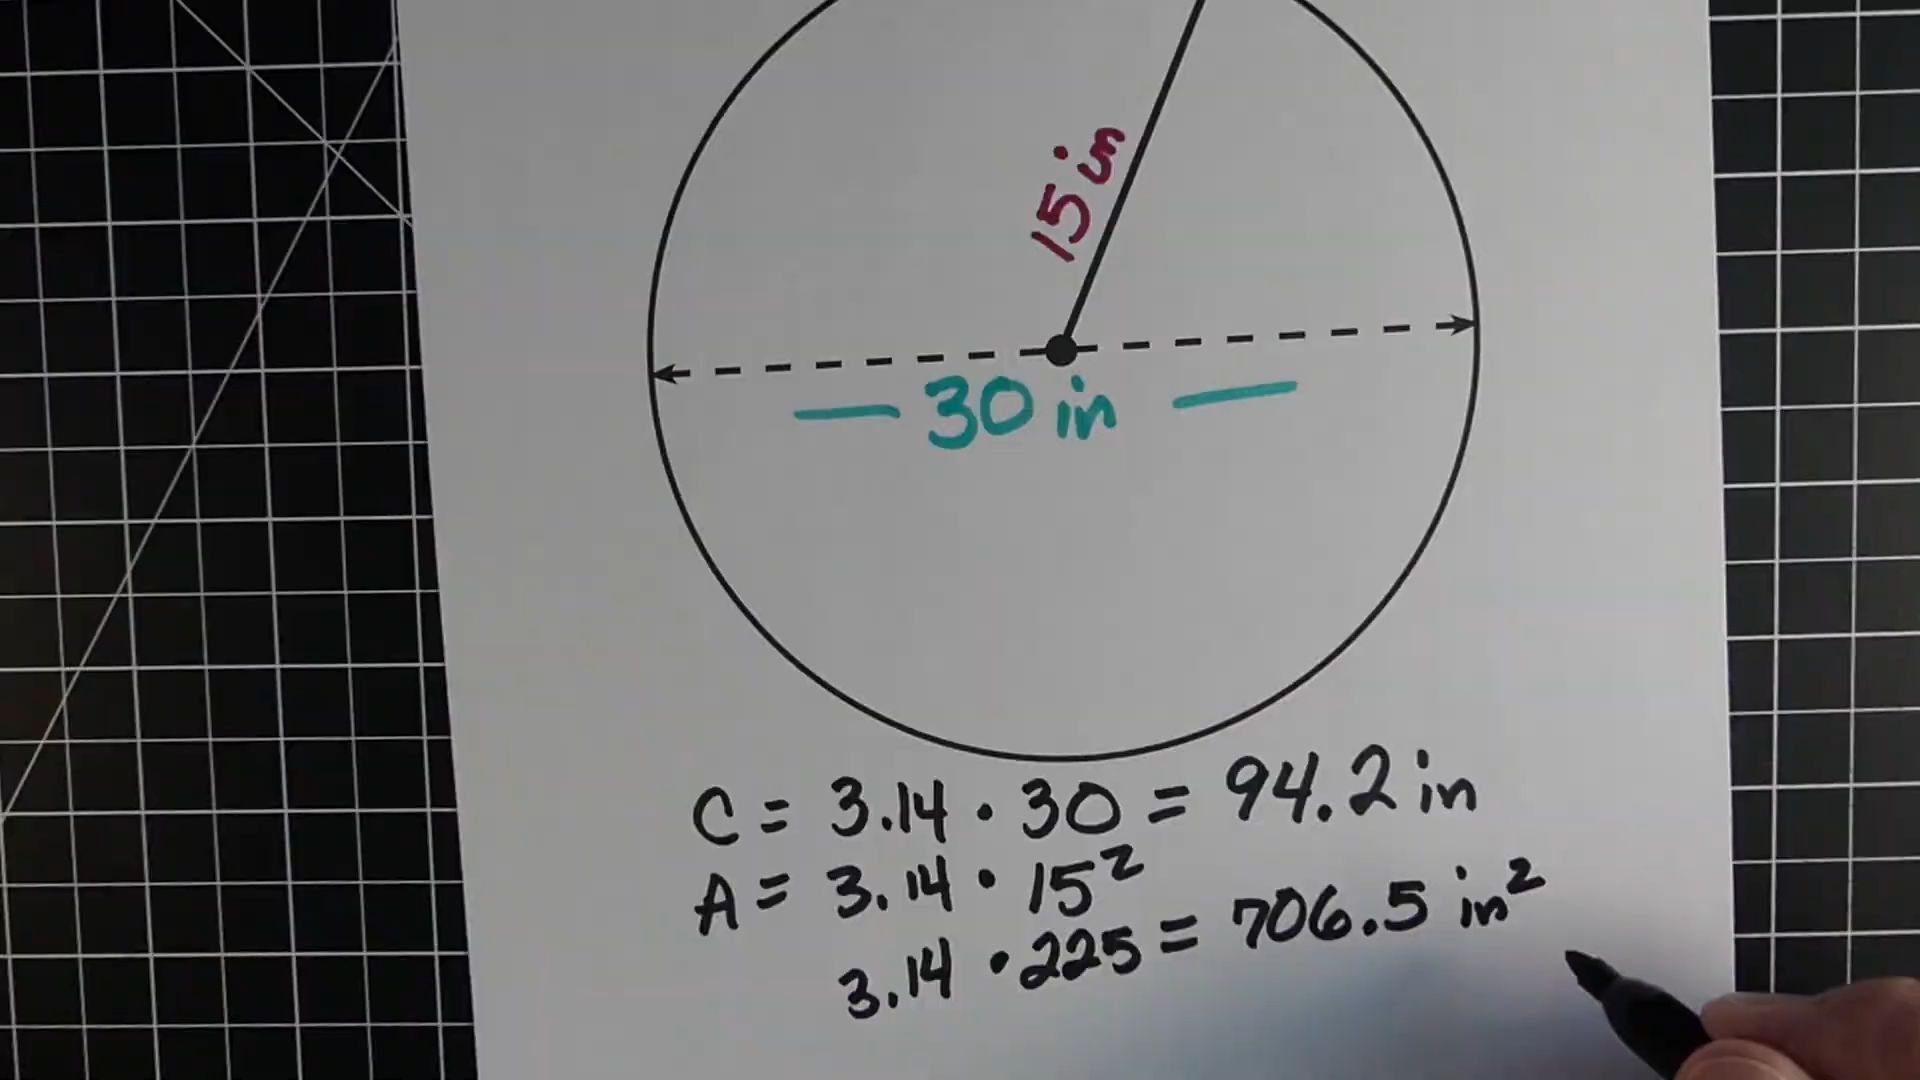 15 in
— 30 in —
C = 3.14 · 30 = 94.2 in
A = 3.14 · 15²
3.14 · 225 = 706.5 in²